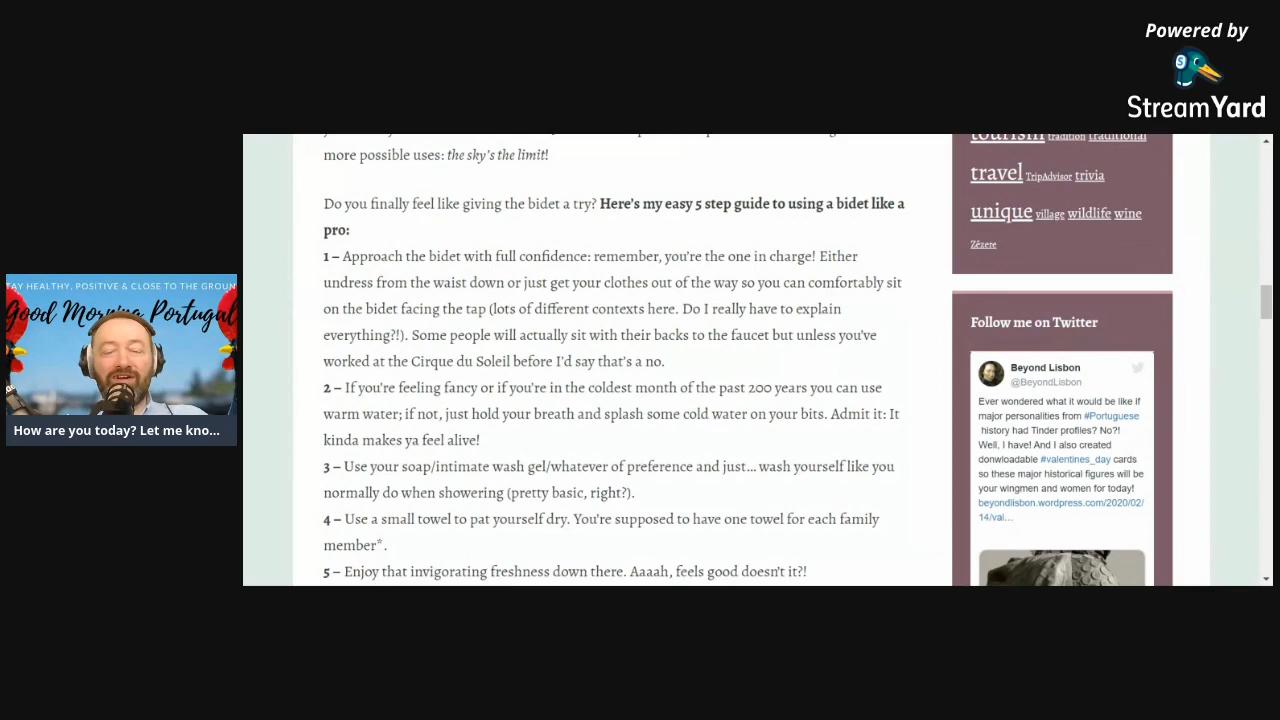 Powered by
StreamYard
more possible uses: the sky's the limit!
Do you finally feel like giving the bidet a try? Here's my easy 5 step guide to using a bidet like a
pro:
1 – Approach the bidet with full confidence: remember, you're the one in charge! Either
undress from the waist down or just get your clothes out of the way so you can comfortably sit
on the bidet facing the tap (lots of different contexts here. Do I really have to explain
everything?!). Some people will actually sit with their backs to the faucet but unless you've
worked at the Cirque du Soleil before I'd say that's a no.
2 – If you're feeling fancy or if you're in the coldest month of the past 200 years you can use
warm water; if not, just hold your breath and splash some cold water on your bits. Admit it: It
kinda makes ya feel alive!
3 – Use your soap/intimate wash gel/whatever of preference and just... wash yourself like you
normally do when showering (pretty basic, right?).
4 – Use a small towel to pat yourself dry. You're supposed to have one towel for each family
member*.
5 – Enjoy that invigorating freshness down there. Aaaah, feels good doesn't it?!
tourism tradition traditional
travel TripAdvisor trivia
unique village wildlife wine
Zêzere
Follow me on Twitter
Beyond Lisbon
@BeyondLisbon
Ever wondered what it would be like if
major personalities from #Portuguese
history had Tinder profiles? No?!
Well, I have! And I also created
donwloadable #valentines_day cards
so these major historical figures will be
your wingmen and women for today!
beyondlisbon.wordpress.com/2020/02/
14/val…
TAY HEALTHY, POSITIVE & CLOSE TO THE GROUN
Good Morning Portugal
How are you today? Let me kno...